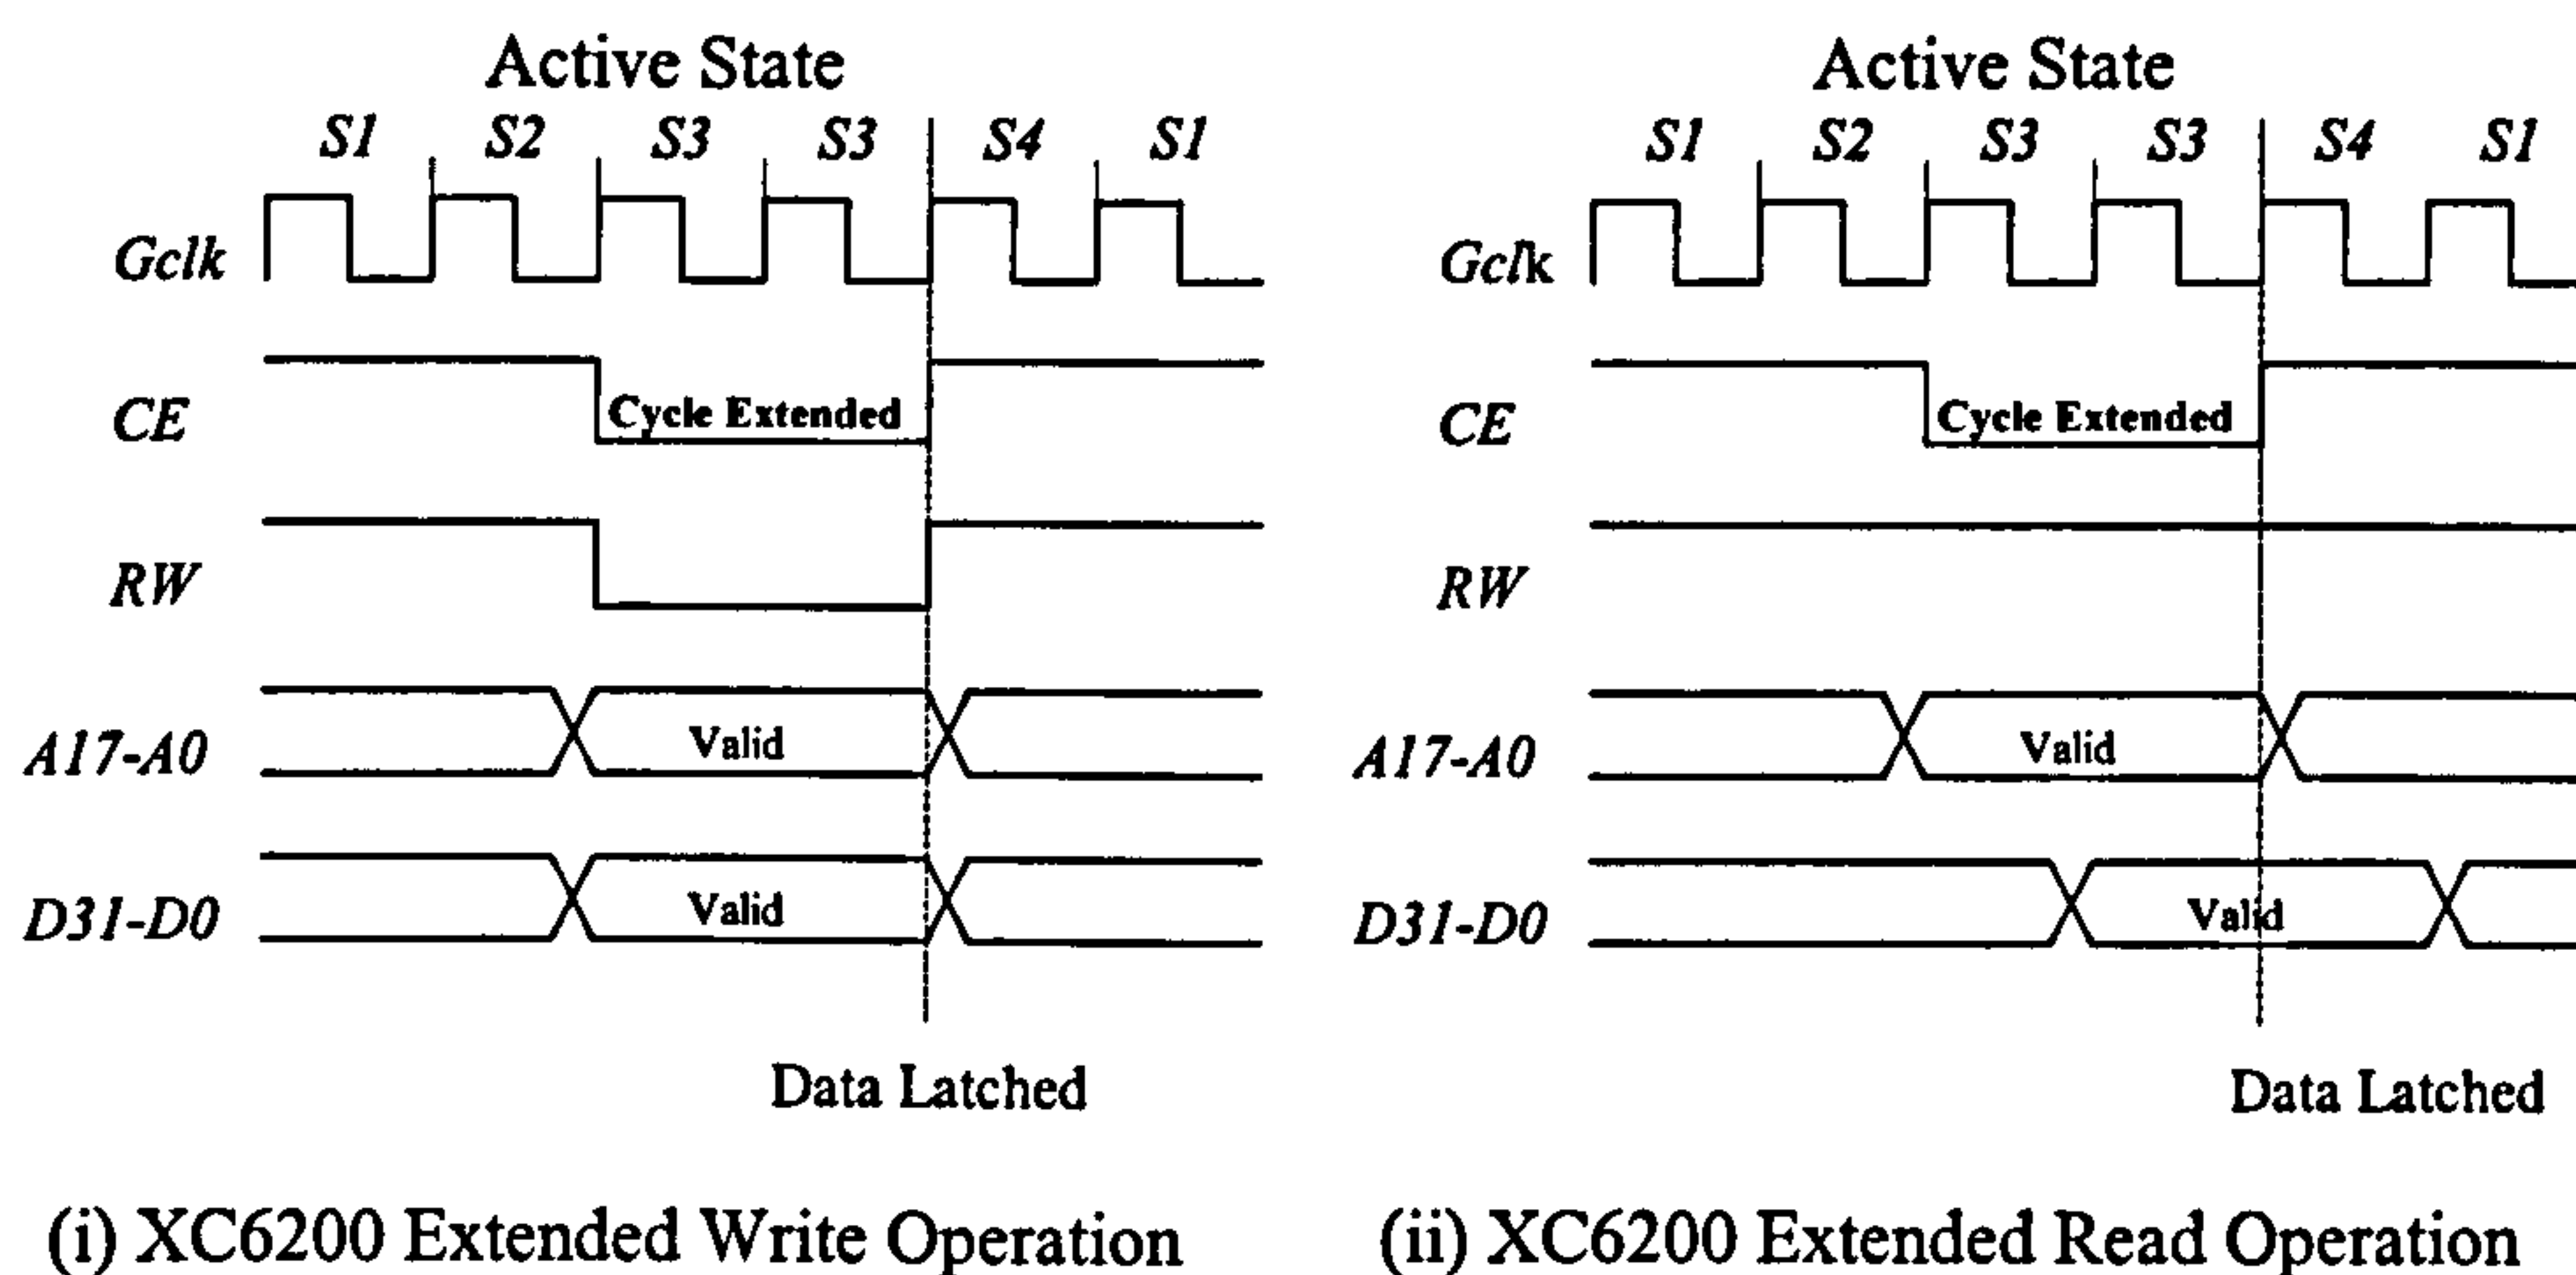 Active State
S1 S2 S3 S3 S4 S1
Gclk
CE
Cycle Extended
RW
A17-A0
Valid
D31-D0
Valid
Data Latched
(i) XC6200 Extended Write Operation
Active State
S1 S2 S3 S3 S4 S1
Gclk
CE
Cycle Extended
RW
A17-A0
Valid
D31-D0
Valid
Data Latched
(ii) XC6200 Extended Read Operation